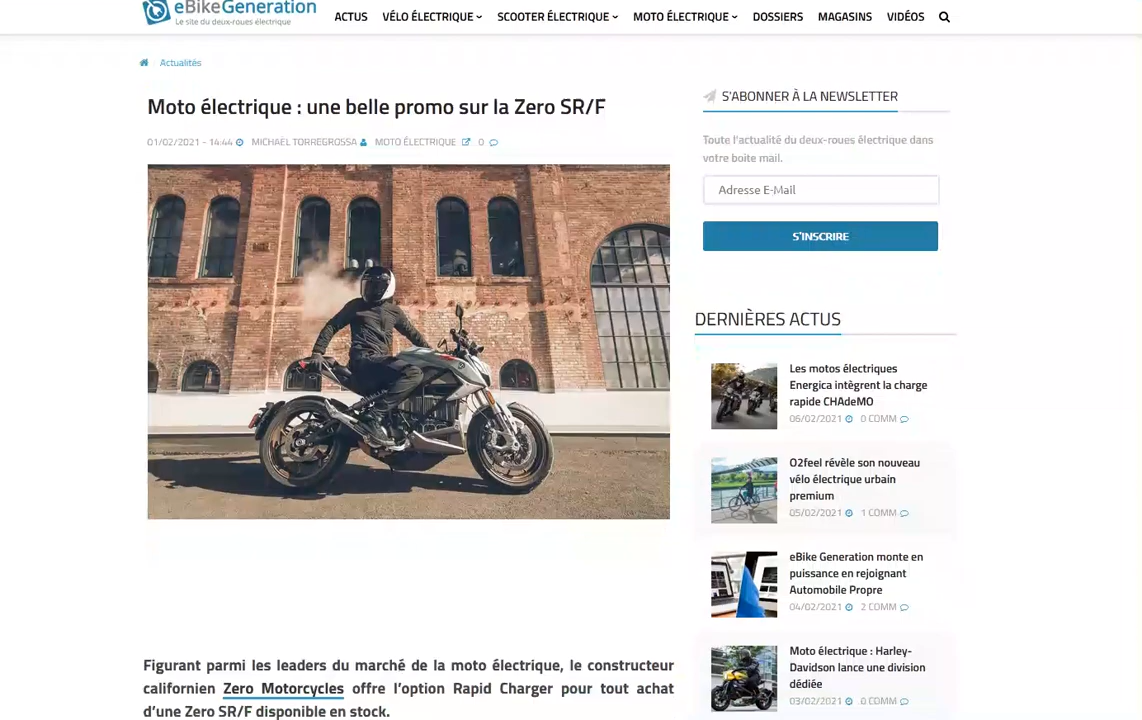 eBikeGeneration
Le site du deux-roues électrique
ACTUS VÉLO ÉLECTRIQUE SCOOTER ÉLECTRIQUE MOTO ÉLECTRIQUE DOSSIERS MAGASINS VIDÉOS
Actualités
Moto électrique : une belle promo sur la Zero SR/F
01/02/2021 - 14:44 MICHAËL TORREGROSSA MOTO ÉLECTRIQUE 0
Figurant parmi les leaders du marché de la moto électrique, le constructeur
californien Zero Motorcycles offre l'option Rapid Charger pour tout achat
d'une Zero SR/F disponible en stock.
S'ABONNER À LA NEWSLETTER
Toute l'actualité du deux-roues électrique dans
votre boite mail.
Adresse E-Mail
S'INSCRIRE
DERNIÈRES ACTUS
Les motos électriques
Energica intègrent la charge
rapide CHAdeMO
06/02/2021 0 COMM
O2feel révèle son nouveau
vélo électrique urbain
premium
05/02/2021 1 COMM
eBike Generation monte en
puissance en rejoignant
Automobile Propre
04/02/2021 2 COMM
Moto électrique : Harley-
Davidson lance une division
dédiée
03/02/2021 0 COMM